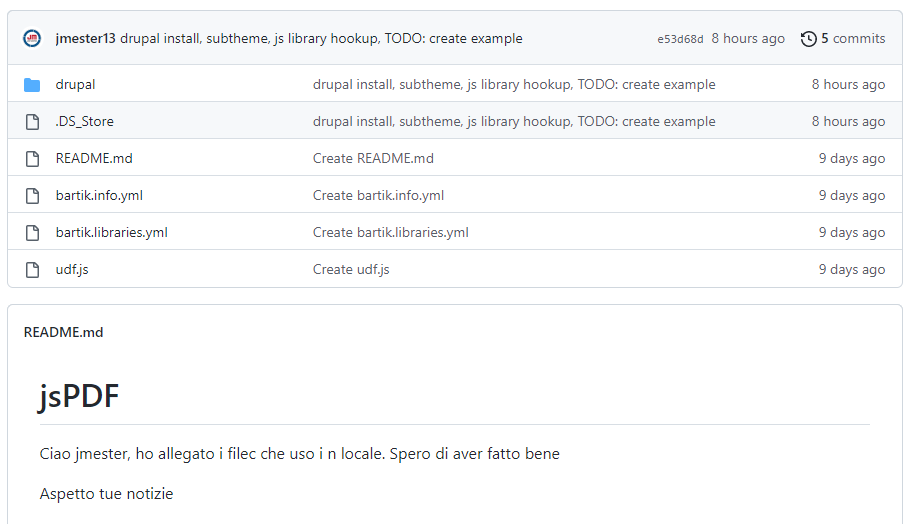 jmester13 drupal install, subtheme, js library hookup, TODO: create example e53d68d 8 hours ago 5 commits
drupal drupal install, subtheme, js library hookup, TODO: create example 8 hours ago
.DS_Store drupal install, subtheme, js library hookup, TODO: create example 8 hours ago
README.md Create README.md 9 days ago
bartik.info.yml Create bartik.info.yml 9 days ago
bartik.libraries.yml Create bartik.libraries.yml 9 days ago
udf.js Create udf.js 9 days ago
README.md
jsPDF
Ciao jmester, ho allegato i filec che uso i n locale. Spero di aver fatto bene
Aspetto tue notizie